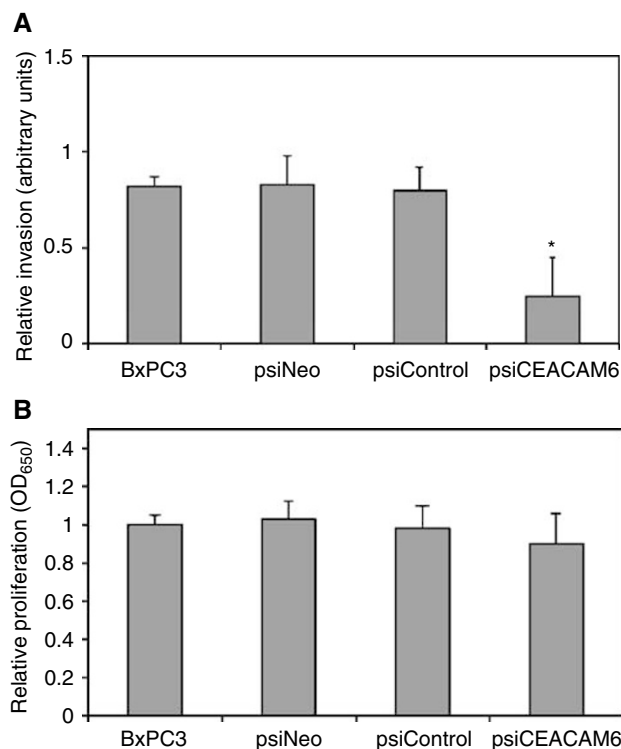 A
Relative invasion (arbitrary units)
1.5
1
0.5
0
*
BxPC3 psiNeo psiControl psiCEACAM6
B
Relative proliferation (OD650)
1.4
1.2
1
0.8
0.6
0.4
0.2
0
BxPC3 psiNeo psiControl psiCEACAM6